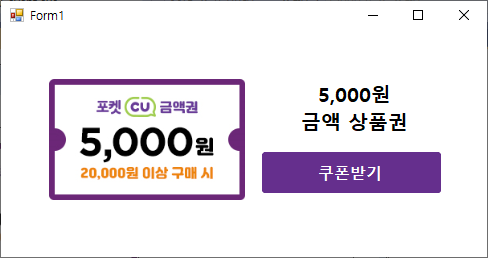 Form1
포켓 CU 금액권
5,000원
20,000원 이상 구매 시
5,000원
금액 상품권
쿠폰받기